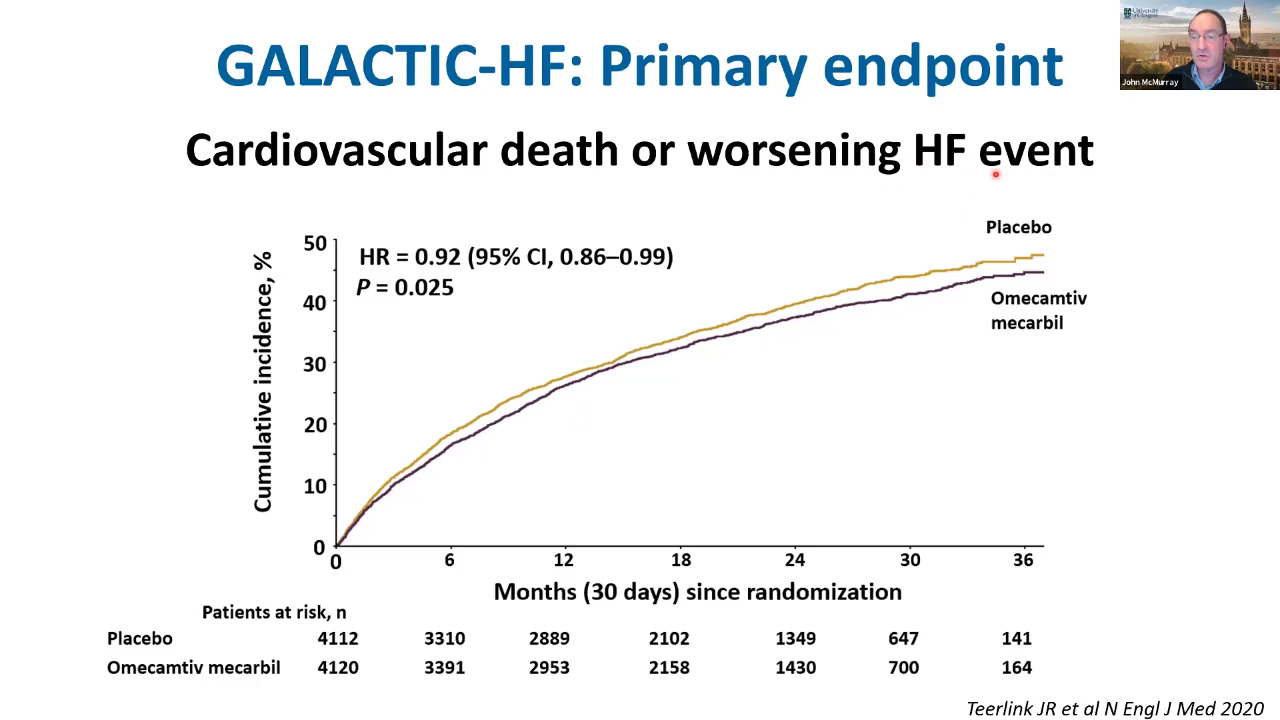 GALACTIC-HF: Primary endpoint
University
of Glasgow
John McMurray
Cardiovascular death or worsening HF event
Placebo
Omecamtiv
mecarbil
HR = 0.92 (95% CI, 0.86–0.99)
P = 0.025
Cumulative incidence, %
50
40
30
20
10
0
0 6 12 18 24 30 36
Months (30 days) since randomization
Patients at risk, n
Placebo 4112 3310 2889 2102 1349 647 141
Omecamtiv mecarbil 4120 3391 2953 2158 1430 700 164
Teerlink JR et al N Engl J Med 2020